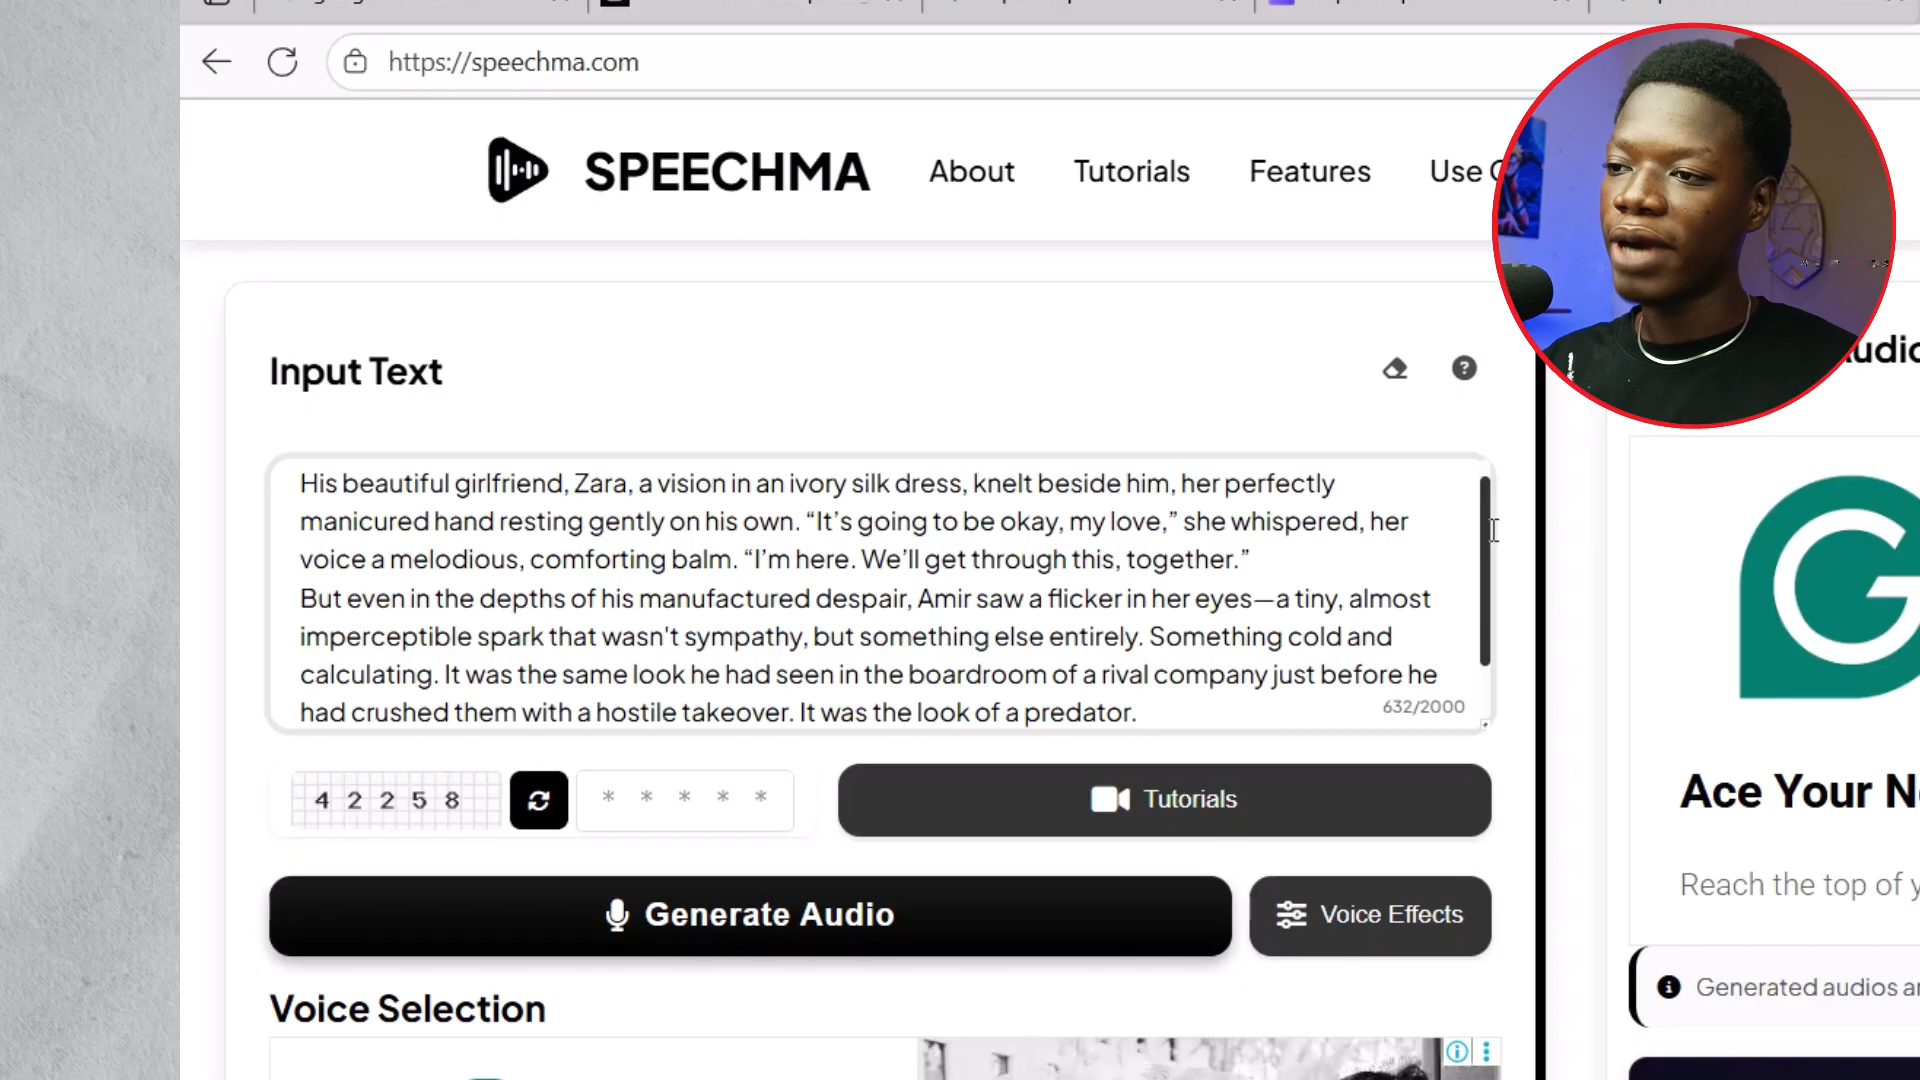 https://speechma.com
SPEECHMA
About
Tutorials
Features
Use
Input Text
His beautiful girlfriend, Zara, a vision in an ivory silk dress, knelt beside him, her perfectly
manicured hand resting gently on his own. “It’s going to be okay, my love,” she whispered, her
voice a melodious, comforting balm. “I’m here. We’ll get through this, together.”
But even in the depths of his manufactured despair, Amir saw a flicker in her eyes—a tiny, almost
imperceptible spark that wasn't sympathy, but something else entirely. Something cold and
calculating. It was the same look he had seen in the boardroom of a rival company just before he
had crushed them with a hostile takeover. It was the look of a predator.
632/2000
4 2 2 5 8
* * * * *
Tutorials
Generate Audio
Voice Effects
Voice Selection
Ace Your
Reach the top of
Generated audios